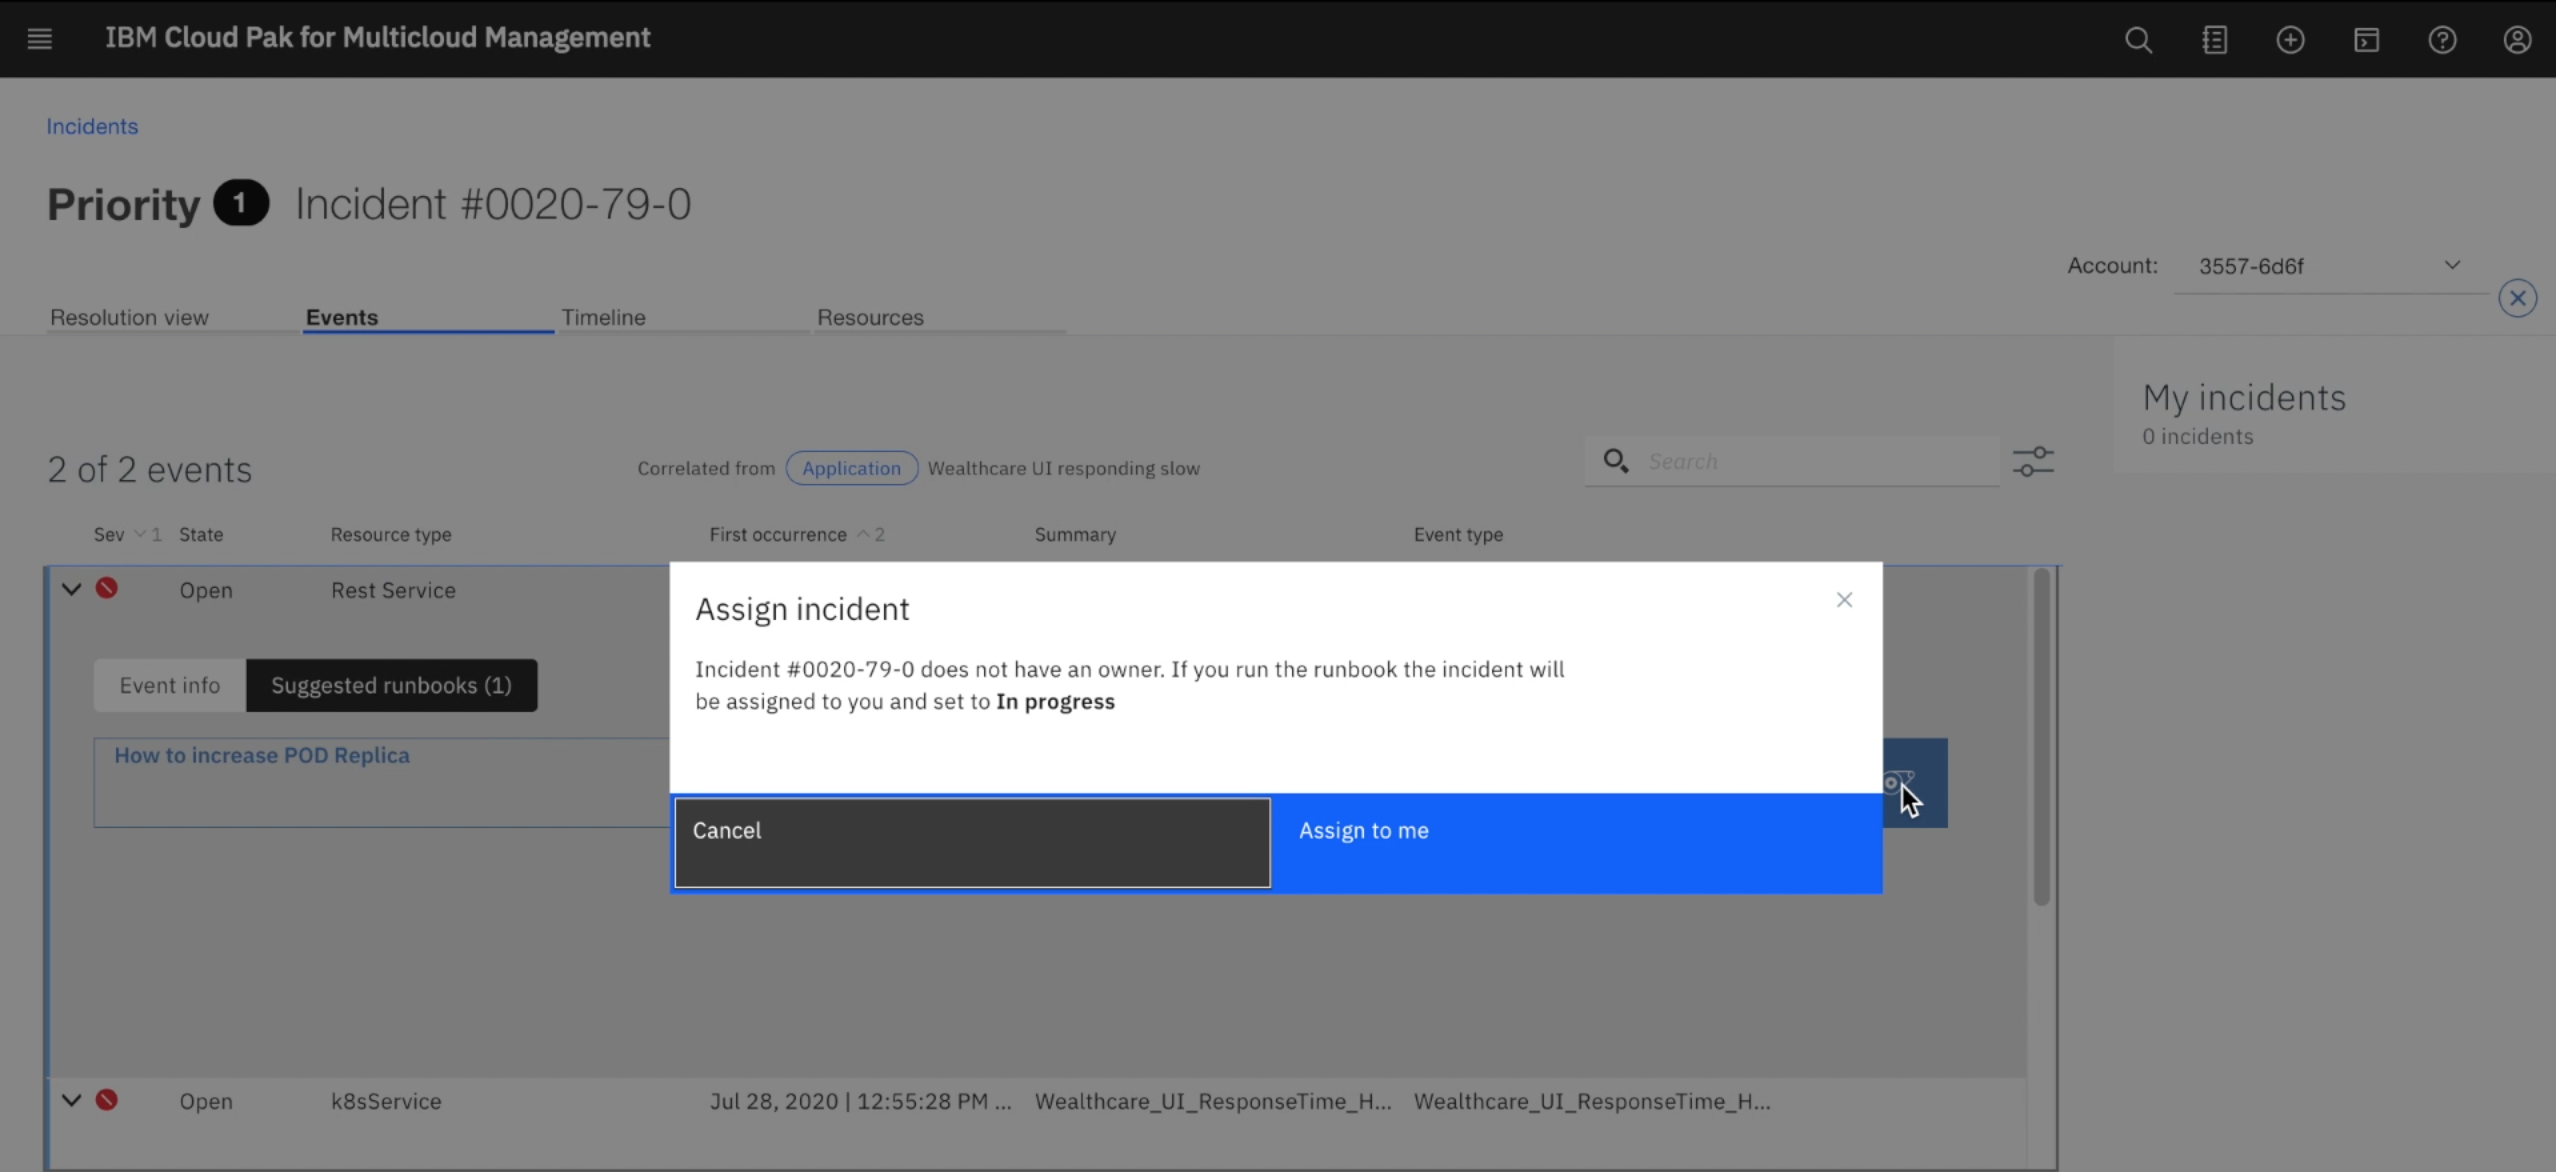 IBM Cloud Pak for Multicloud Management
Incidents
Priority 1 Incident #0020-79-0
Account: 3557-6d6f
Resolution view Events Timeline Resources
My incidents
0 incidents
2 of 2 events
Correlated from Application Wealthcare UI responding slow
Search
Sev 1 State Resource type First occurrence 2 Summary Event type
Open Rest Service
Assign incident
Incident #0020-79-0 does not have an owner. If you run the runbook the incident will
be assigned to you and set to In progress
Event info Suggested runbooks (1)
How to increase POD Replica
Cancel Assign to me
Open k8sService Jul 28, 2020 | 12:55:28 PM ... Wealthcare_UI_ResponseTime_H... Wealthcare_UI_ResponseTime_H...